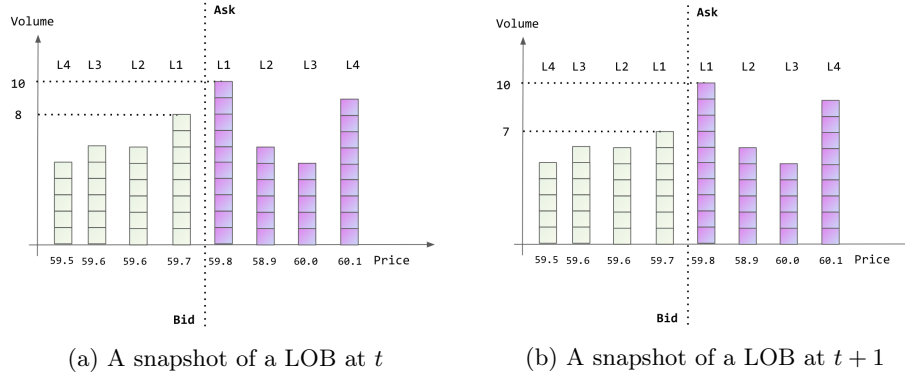 Ask
Volume
L4 L3 L2 L1 L1 L2 L3 L4
10
8
59.5 59.6 59.6 59.7 59.8 58.9 60.0 60.1 Price
Bid
(a) A snapshot of a LOB at t
Ask
Volume
L4 L3 L2 L1 L1 L2 L3 L4
10
7
59.5 59.6 59.6 59.7 59.8 58.9 60.0 60.1 Price
Bid
(b) A snapshot of a LOB at t + 1